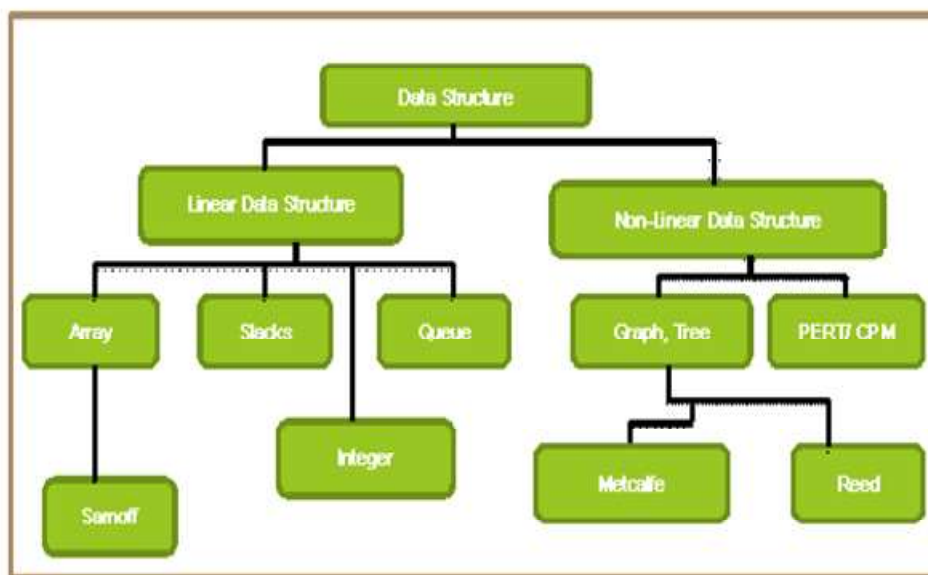 Data Structure
Linear Data Structure
Non-Linear Data Structure
Array
Slacks
Queue
Graph, Tree
PERT/ CPM
Integer
Metcalfe
Reed
Sarnoff